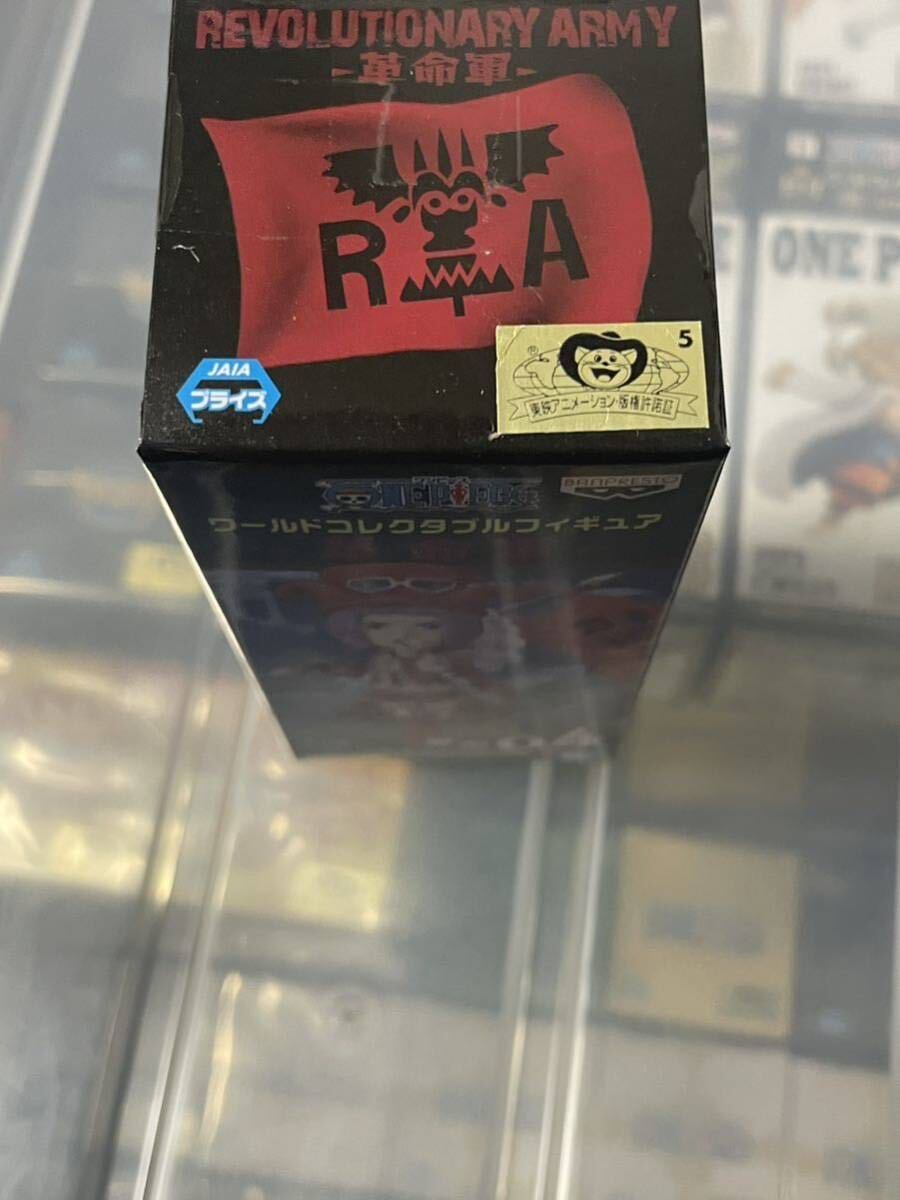 REVOLUTIONARY ARMY
-革命軍-
R A
JAIA
プライズ
5
®
東映アニメーション・版権許諾証
ONE PIECE
BANPRESTO
ワールドコレクタブルフィギュア
04
ONE P